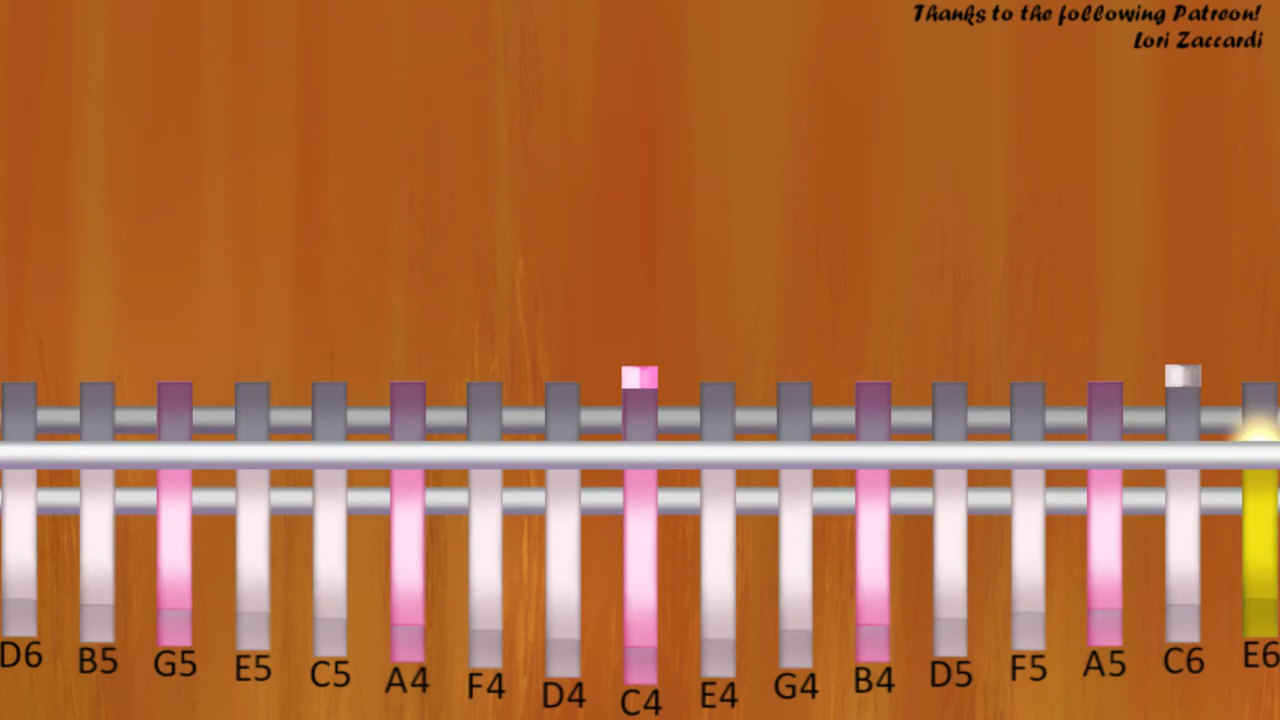 Thanks to the following Patreon!
Lori Zaccardi
D6 B5 G5 E5 C5 A4 F4 D4 C4 E4 G4 B4 D5 F5 A5 C6 E6